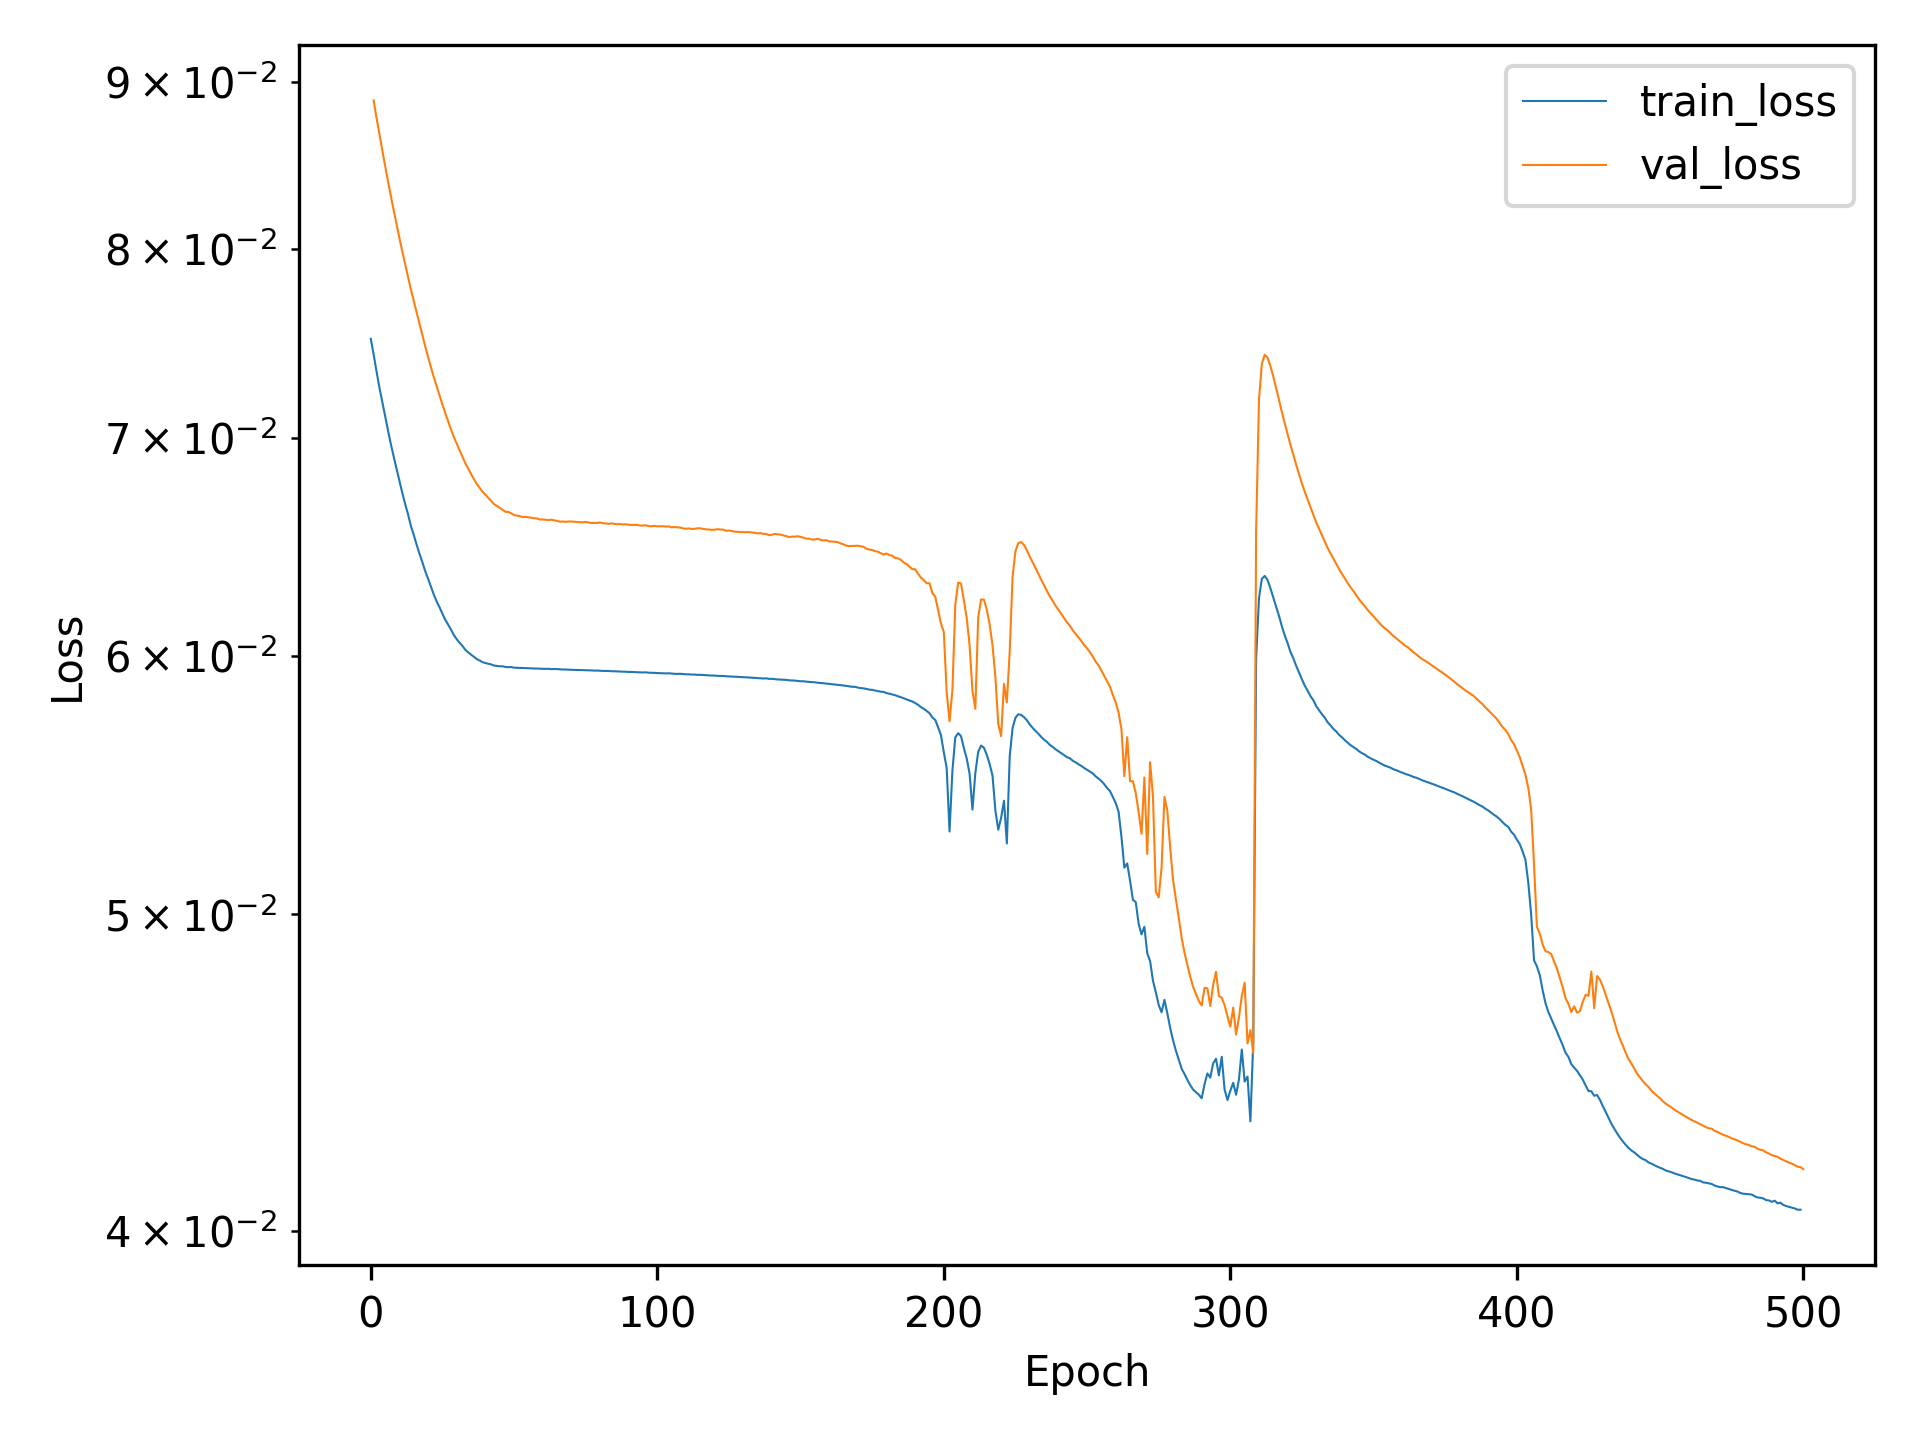 9 × 10⁻²
8 × 10⁻²
7 × 10⁻²
6 × 10⁻²
5 × 10⁻²
4 × 10⁻²
Loss
train_loss
val_loss
0 100 200 300 400 500
Epoch